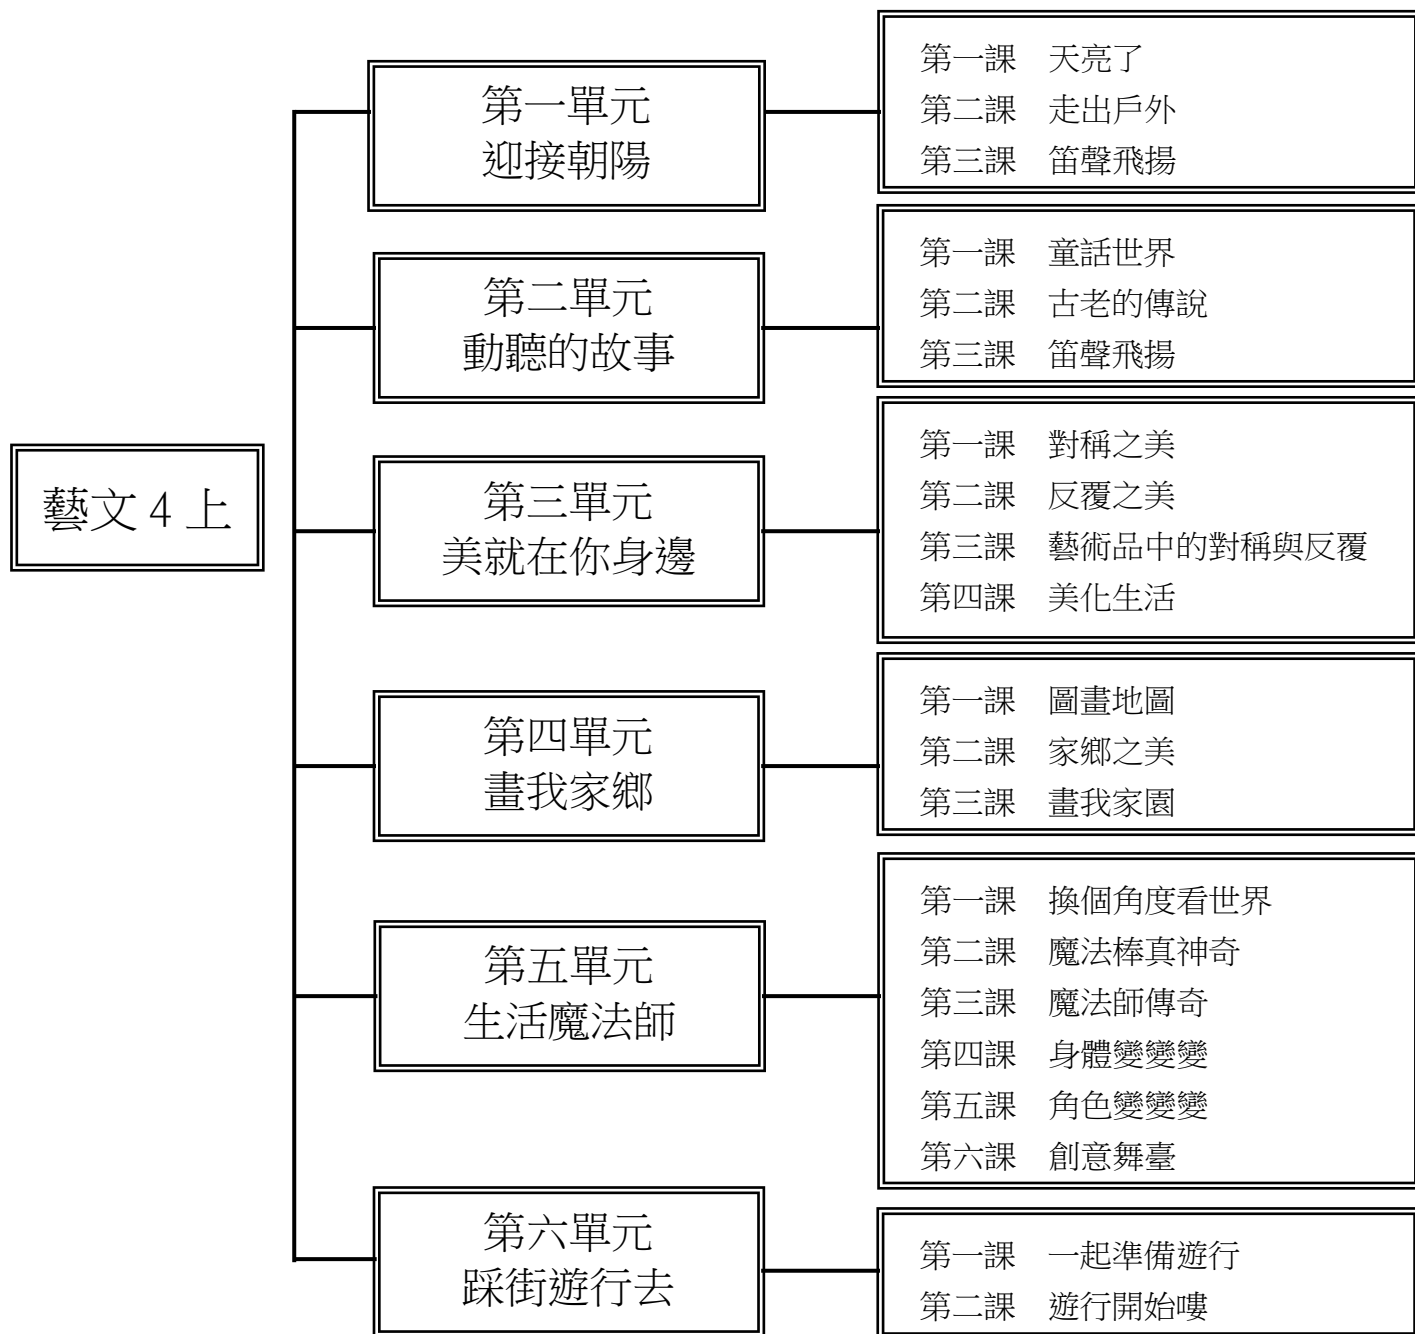 藝文4上
第一單元
迎接朝陽
第一課 天亮了
第二課 走出戶外
第三課 笛聲飛揚
第二單元
動聽的故事
第一課 童話世界
第二課 古老的傳說
第三課 笛聲飛揚
第三單元
美就在你身邊
第一課 對稱之美
第二課 反覆之美
第三課 藝術品中的對稱與反覆
第四課 美化生活
第四單元
畫我家鄉
第一課 圖畫地圖
第二課 家鄉之美
第三課 畫我家園
第五單元
生活魔法師
第一課 換個角度看世界
第二課 魔法棒真神奇
第三課 魔法師傳奇
第四課 身體變變變
第五課 角色變變變
第六課 創意舞臺
第六單元
踩街遊行去
第一課 一起準備遊行
第二課 遊行開始嘍